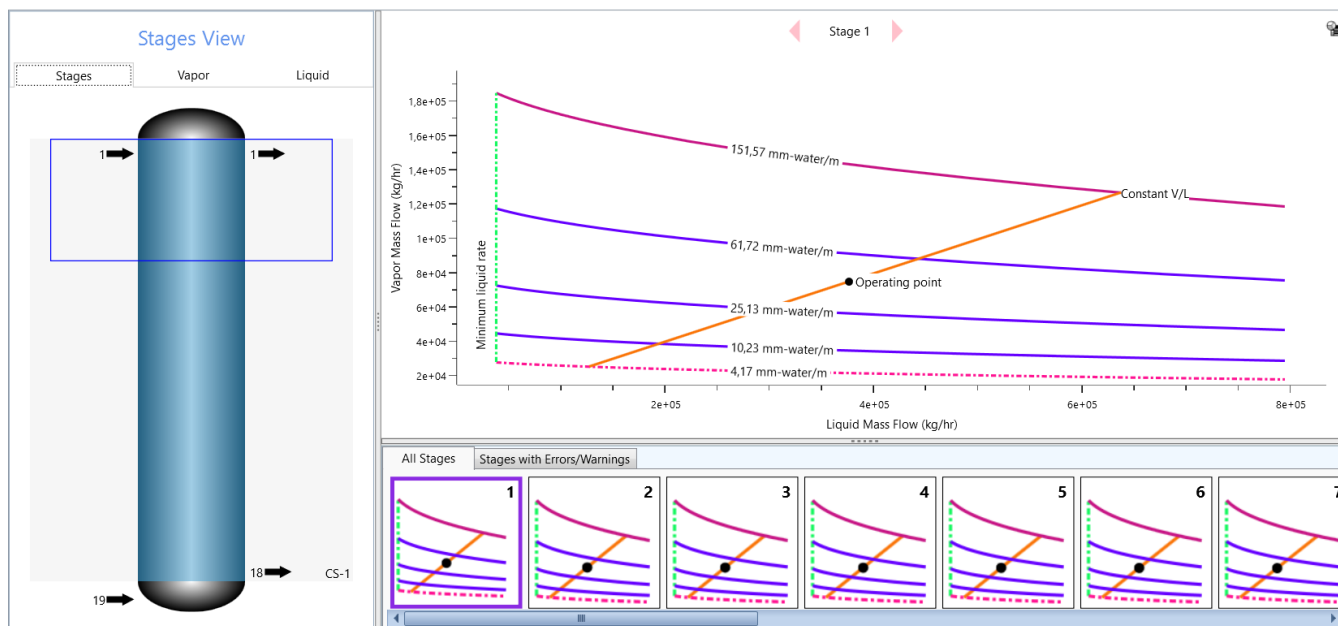 Stages View
Stages Vapor Liquid
1
1
18 CS-1
19
Stage 1
Vapor Mass Flow (kg/hr)
1,8e+05
1,6e+05
1,4e+05
1,2e+05
1e+05
8e+04
6e+04
4e+04
2e+04
Minimum liquid rate
151,57 mm-water/m
Constant V/L
61,72 mm-water/m
Operating point
25,13 mm-water/m
10,23 mm-water/m
4,17 mm-water/m
2e+05 4e+05 6e+05 8e+05
Liquid Mass Flow (kg/hr)
All Stages Stages with Errors/Warnings
1 2 3 4 5 6 7